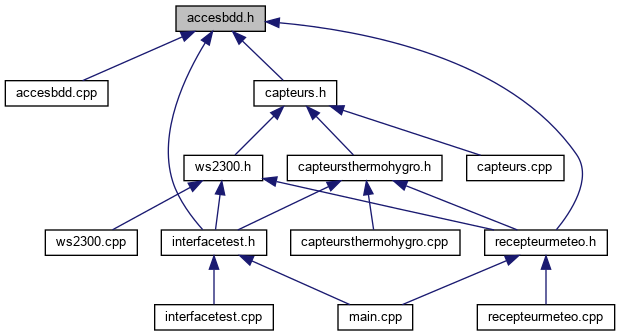 accesbdd.h
accesbdd.cpp
capteurs.h
ws2300.h
capteursthermohygro.h
capteurs.cpp
ws2300.cpp
interfacetest.h
capteursthermohygro.cpp
recepteurmeteo.h
interfacetest.cpp
main.cpp
recepteurmeteo.cpp